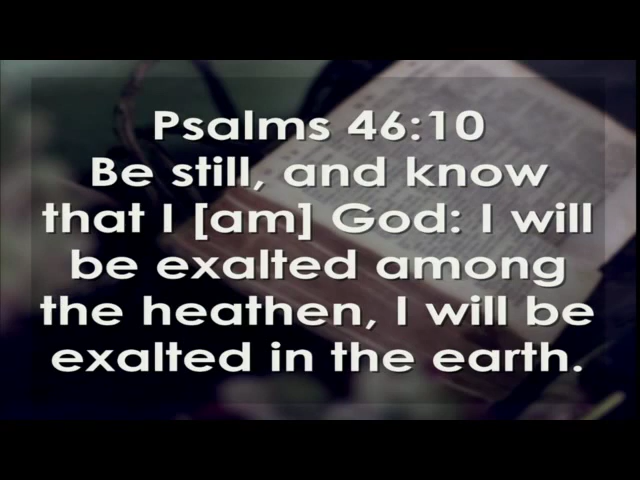 Psalms 46:10
Be still, and know
that I [am] God: I will
be exalted among
the heathen, I will be
exalted in the earth.